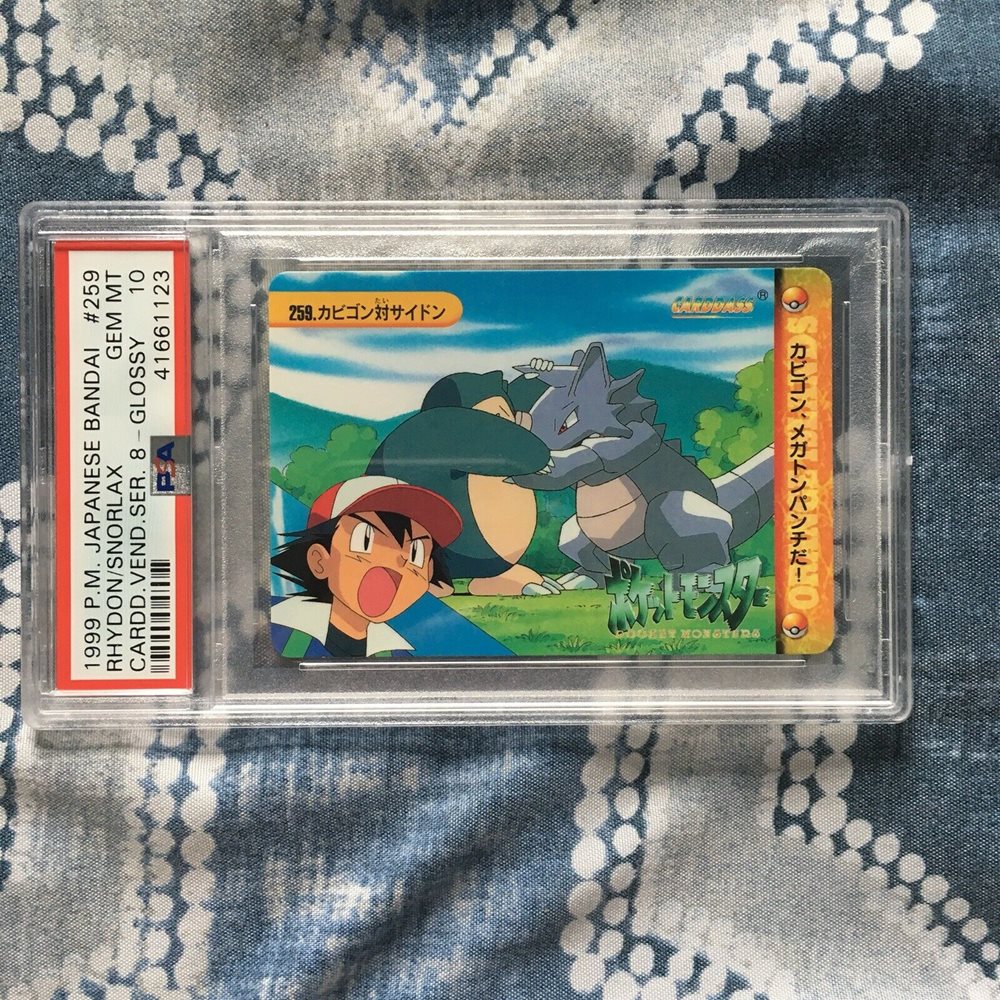 1999 P.M. JAPANESE BANDAI #259
RHYDON/SNORLAX GEM MT
CARDD.VEND.SER. 8 - GLOSSY 10
41661123
PSA
259.カビゴン対サイドン
たい
CARDDASS®
カビゴン、メガトンパンチだ!
ポケットモンスター
POCKET MONSTERS